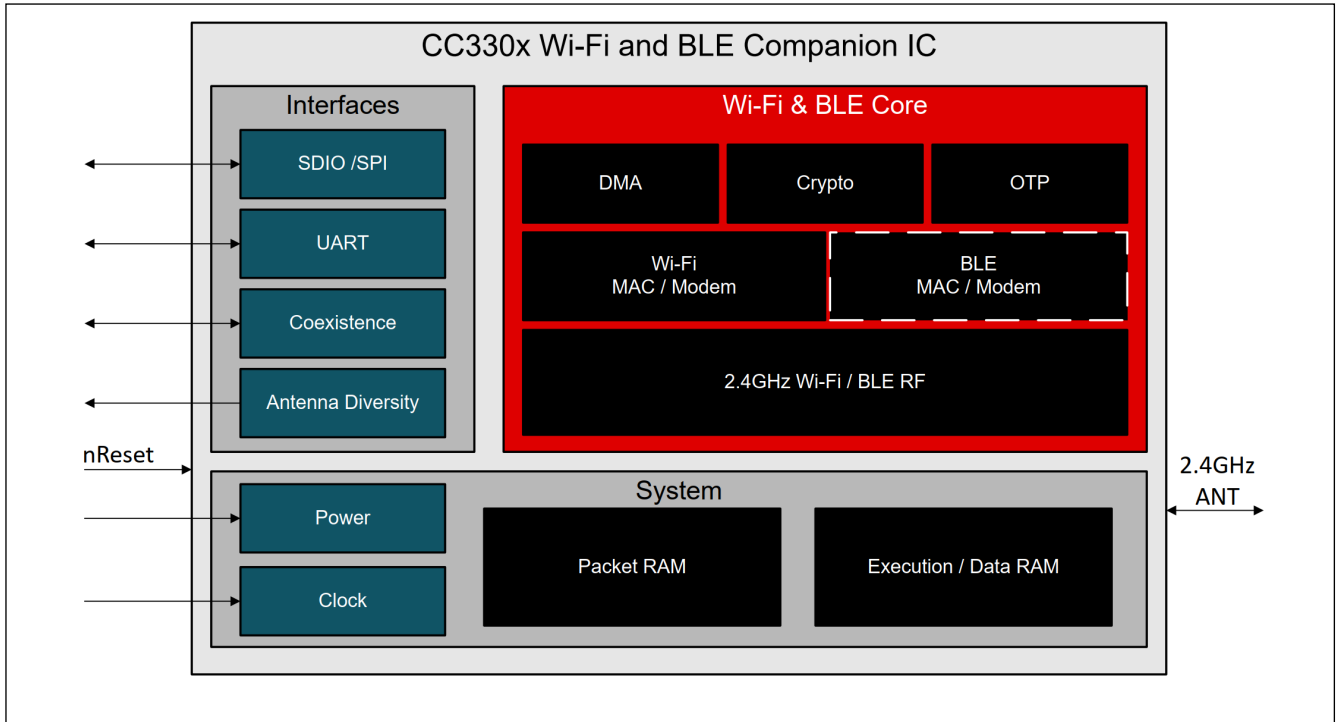 CC330x Wi-Fi and BLE Companion IC
Interfaces
SDIO /SPI
UART
Coexistence
Antenna Diversity
Wi-Fi & BLE Core
DMA
Crypto
OTP
Wi-Fi
MAC / Modem
BLE
MAC / Modem
2.4GHz Wi-Fi / BLE RF
nReset
System
Power
Clock
Packet RAM
Execution / Data RAM
2.4GHz
ANT